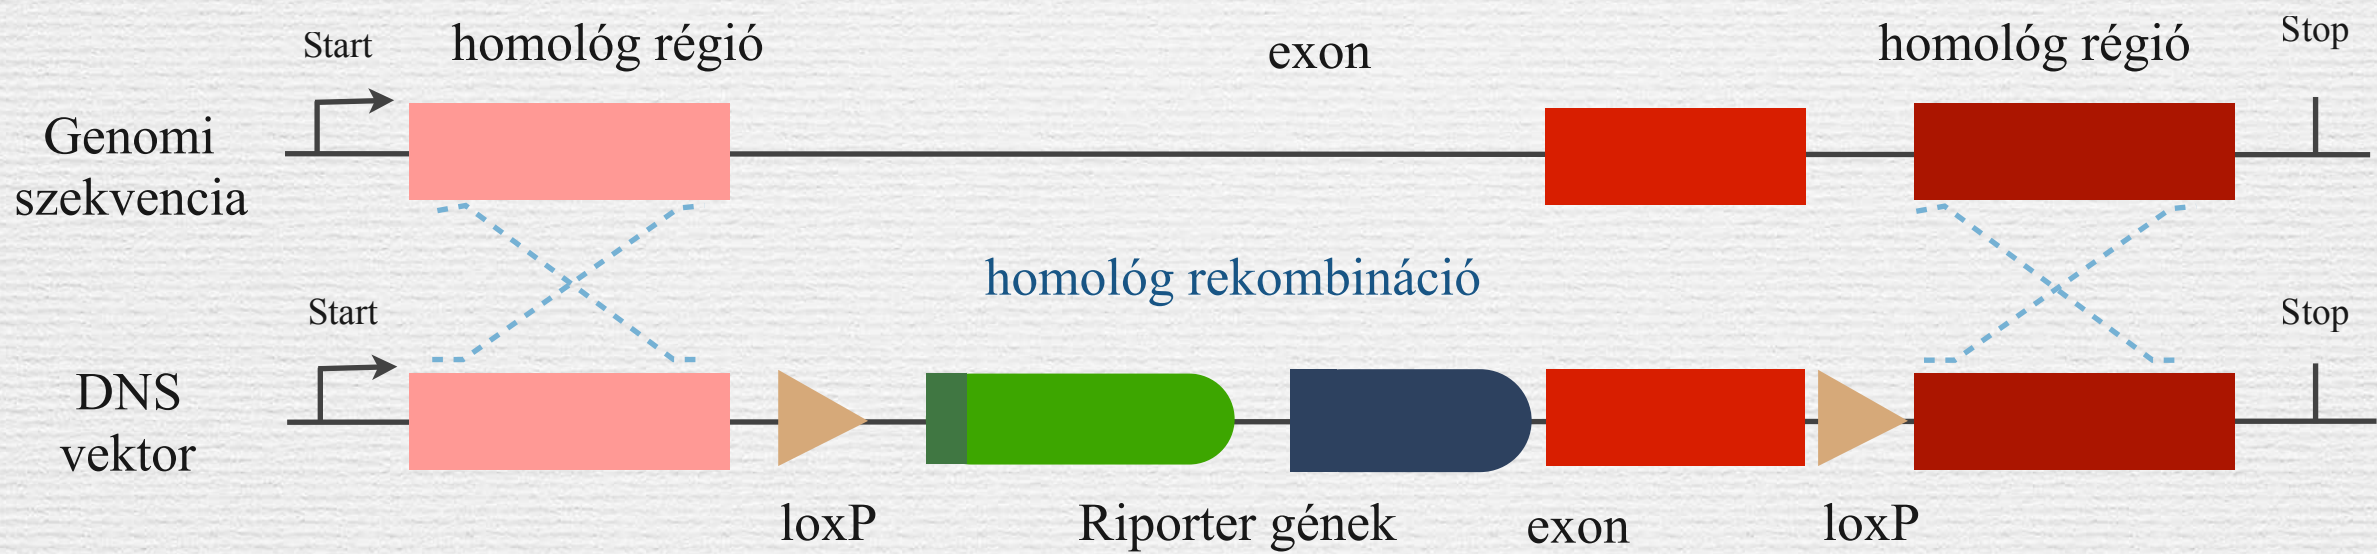 Start
homológ régió
exon
homológ régió
Stop
Genomi
szekvencia
homológ rekombináció
Start
Stop
DNS
vektor
loxP
Riporter gének
exon
loxP